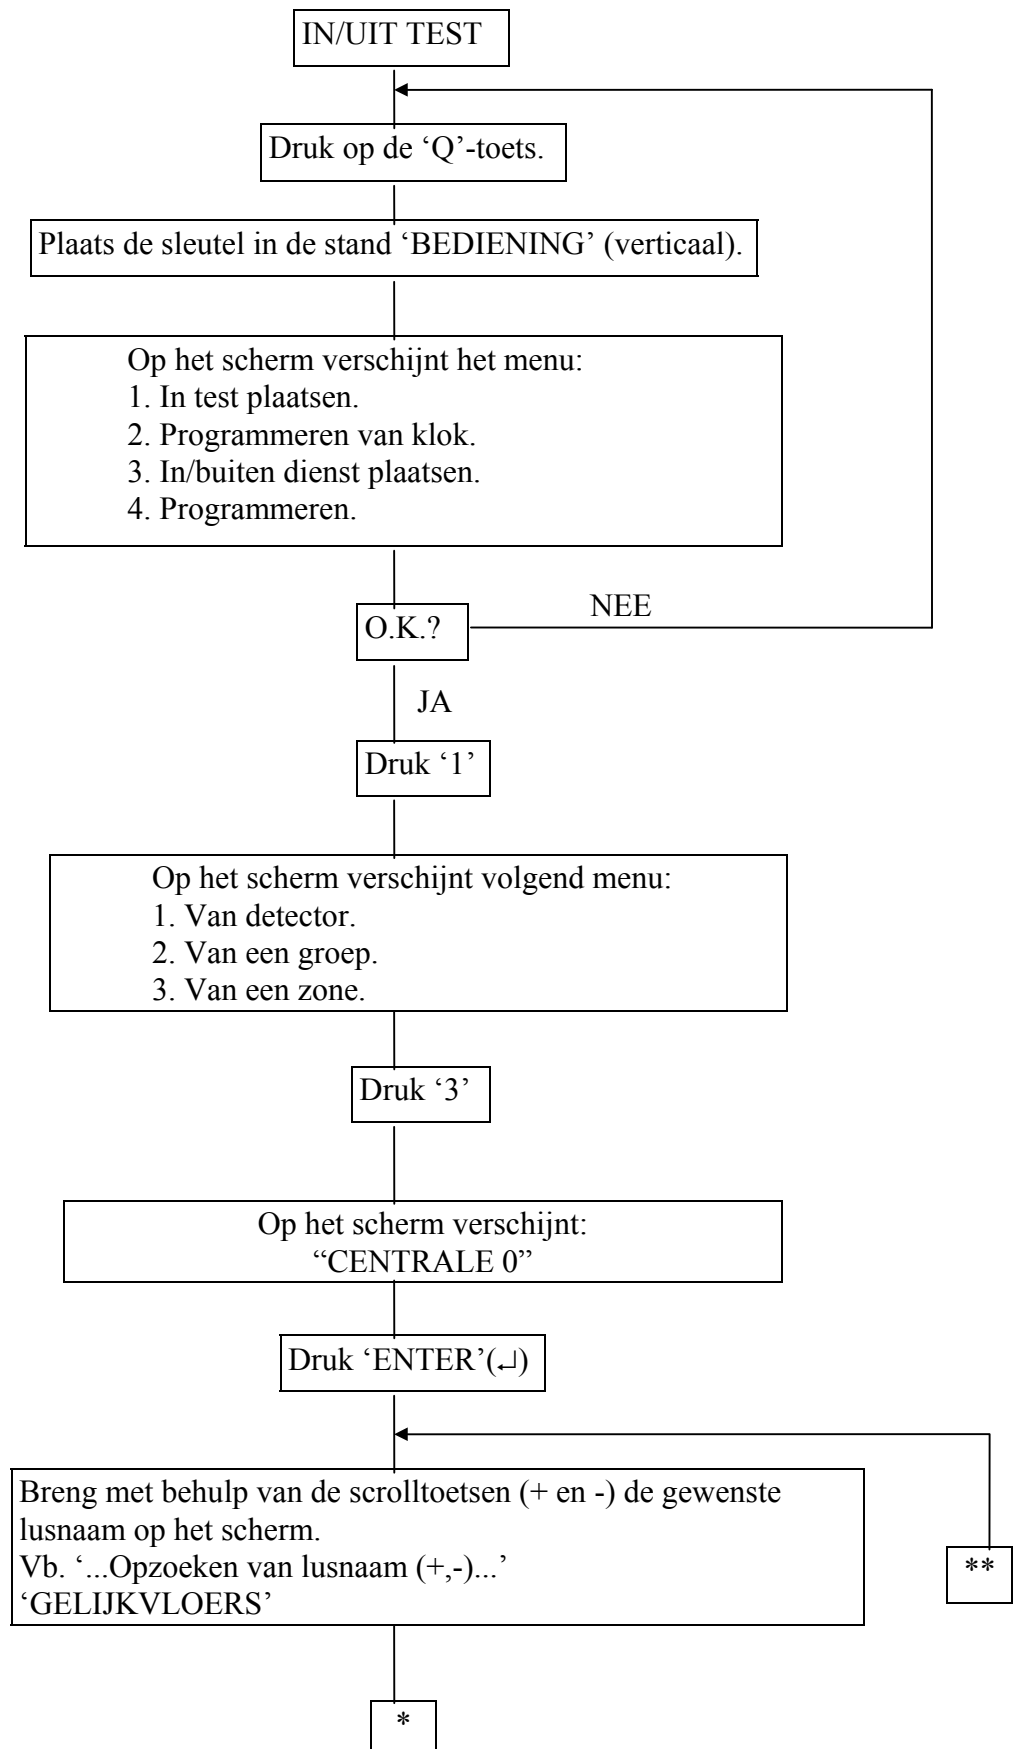 IN/UIT TEST
Druk op de ‘Q’-toets.
Plaats de sleutel in de stand ‘BEDIENING’ (verticaal).
Op het scherm verschijnt het menu:
1. In test plaatsen.
2. Programmeren van klok.
3. In/buiten dienst plaatsen.
4. Programmeren.
O.K.?
NEE
JA
Druk ‘1’
Op het scherm verschijnt volgend menu:
1. Van detector.
2. Van een groep.
3. Van een zone.
Druk ‘3’
Op het scherm verschijnt:
“CENTRALE 0”
Druk ‘ENTER’(↵)
Breng met behulp van de scrolltoetsen (+ en -) de gewenste
lusnaam op het scherm.
Vb. ‘...Opzoeken van lusnaam (+,-)...’
‘GELIJKVLOERS’
**
*